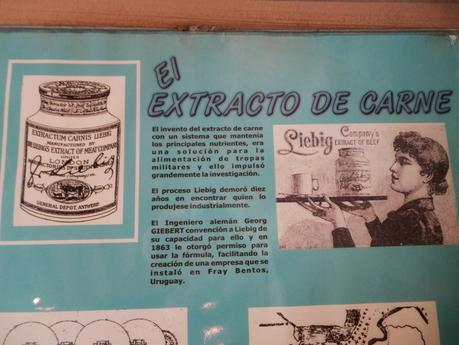 El
EXTRACTO DE CARNE
EXTRACTUM CARNIS LIEBIG
MANUFACTURED BY
LIEBIG'S EXTRACT OF MEAT COMPANY
LIMITED
LONDON
GENERAL DEPOT, ANTWERP
El invento del extracto de carne
con un sistema que mantenía
los principales nutrientes, era
una solución para la
alimentación de tropas
militares y ello impulsó
grandemente la investigación.
El proceso Liebig demoró diez
años en encontrar quien lo
produjese industrialmente.
El Ingeniero alemán Georg
GIEBERT convención a Liebig de
su capacidad para ello y en
1863 le otorgó permiso para
usar la fórmula, facilitando la
creación de una empresa que se
instaló en Fray Bentos,
Uruguay.
Liebig Company's
EXTRACT OF BEEF